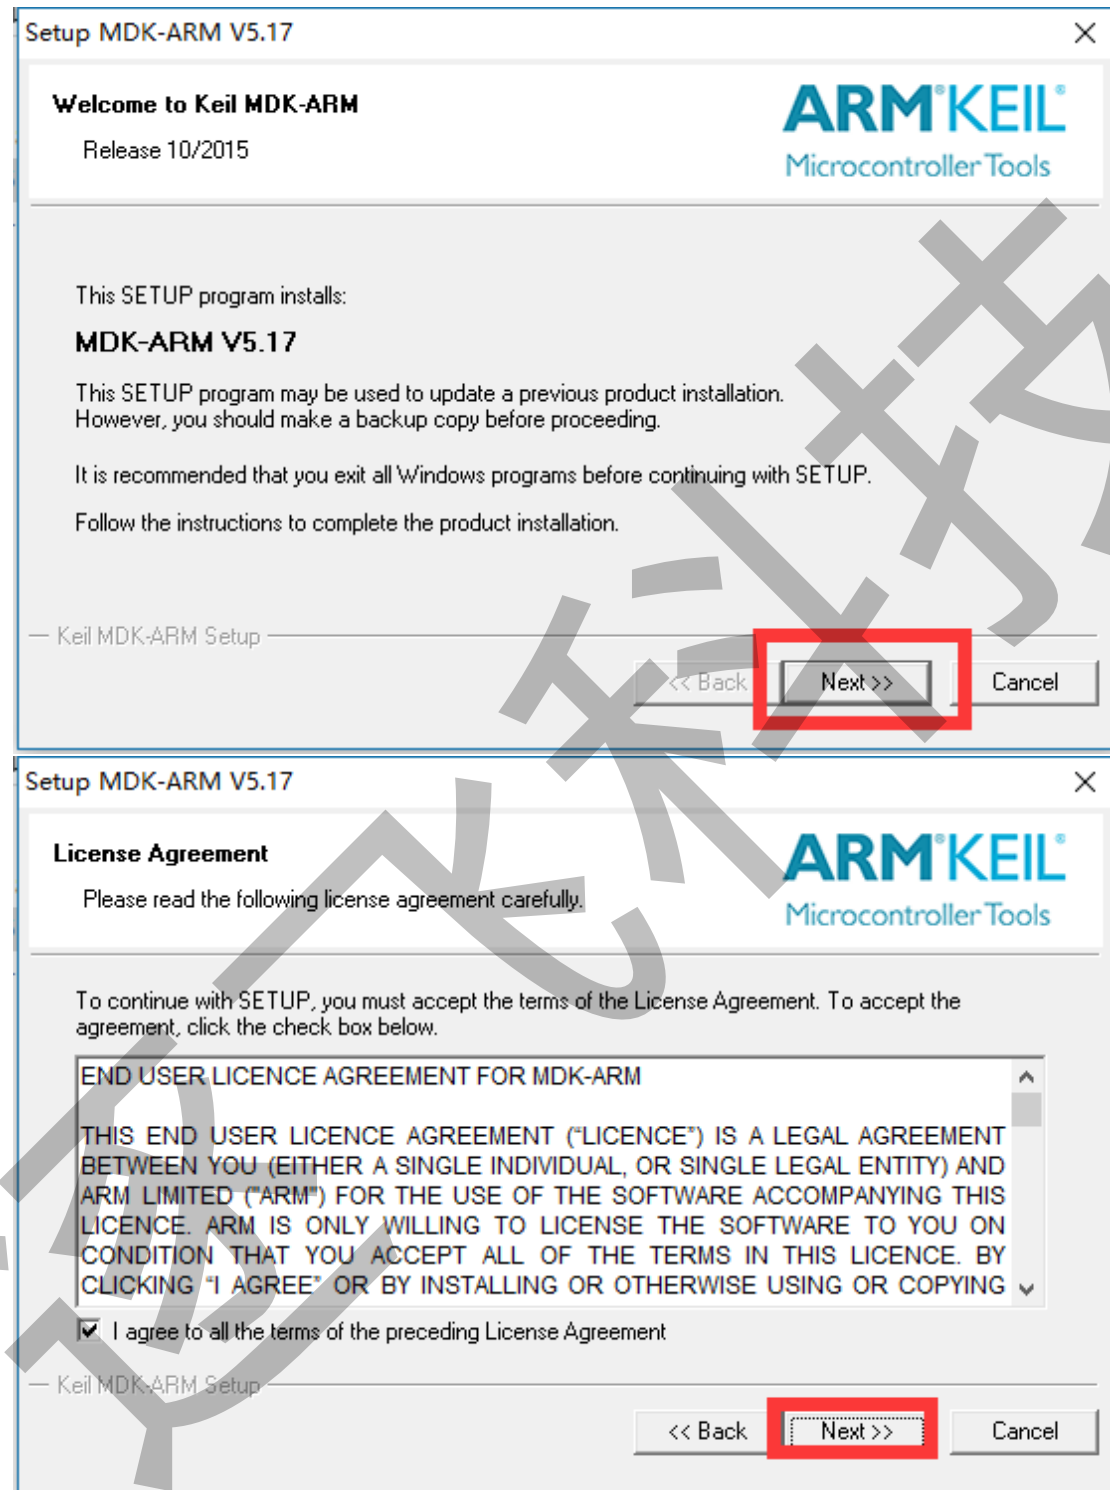 Setup MDK-ARM V5.17
Welcome to Keil MDK-ARM
Release 10/2015
ARM®KEIL®
Microcontroller Tools
This SETUP program installs:
MDK-ARM V5.17
This SETUP program may be used to update a previous product installation.
However, you should make a backup copy before proceeding.
It is recommended that you exit all Windows programs before continuing with SETUP.
Follow the instructions to complete the product installation.
Keil MDK-ARM Setup
<< Back
Next >>
Cancel
Setup MDK-ARM V5.17
License Agreement
Please read the following license agreement carefully.
ARM®KEIL®
Microcontroller Tools
To continue with SETUP, you must accept the terms of the License Agreement. To accept the
agreement, click the check box below.
END USER LICENCE AGREEMENT FOR MDK-ARM
THIS END USER LICENCE AGREEMENT (“LICENCE”) IS A LEGAL AGREEMENT
BETWEEN YOU (EITHER A SINGLE INDIVIDUAL, OR SINGLE LEGAL ENTITY) AND
ARM LIMITED ("ARM") FOR THE USE OF THE SOFTWARE ACCOMPANYING THIS
LICENCE. ARM IS ONLY WILLING TO LICENSE THE SOFTWARE TO YOU ON
CONDITION THAT YOU ACCEPT ALL OF THE TERMS IN THIS LICENCE. BY
CLICKING “I AGREE” OR BY INSTALLING OR OTHERWISE USING OR COPYING
I agree to all the terms of the preceding License Agreement
Keil MDK-ARM Setup
<< Back
Next >>
Cancel
逐飞科技